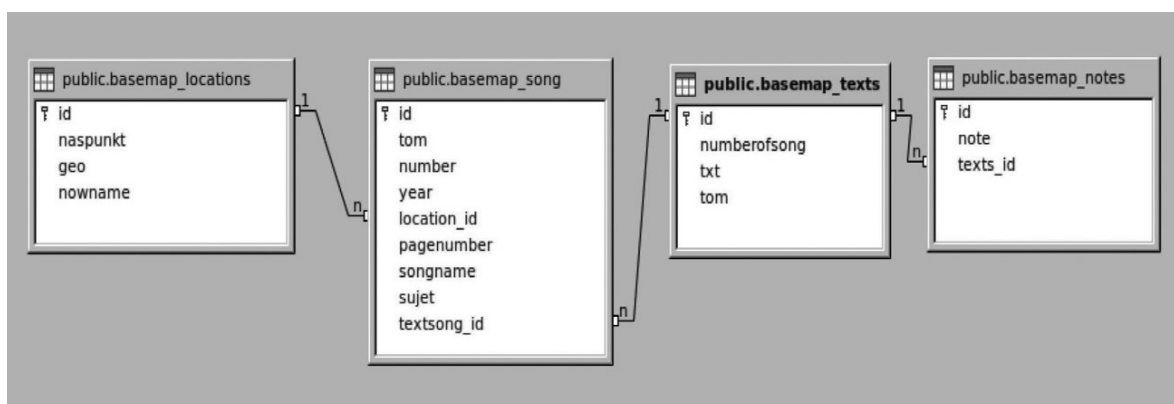 public.basemap_locations
id
naspunkt
geo
nowname
1
n
public.basemap_song
id
tom
number
year
location_id
pagenumber
songname
sujet
textsong_id
1
n
public.basemap_texts
id
numberofsong
txt
tom
1
n
public.basemap_notes
id
note
texts_id